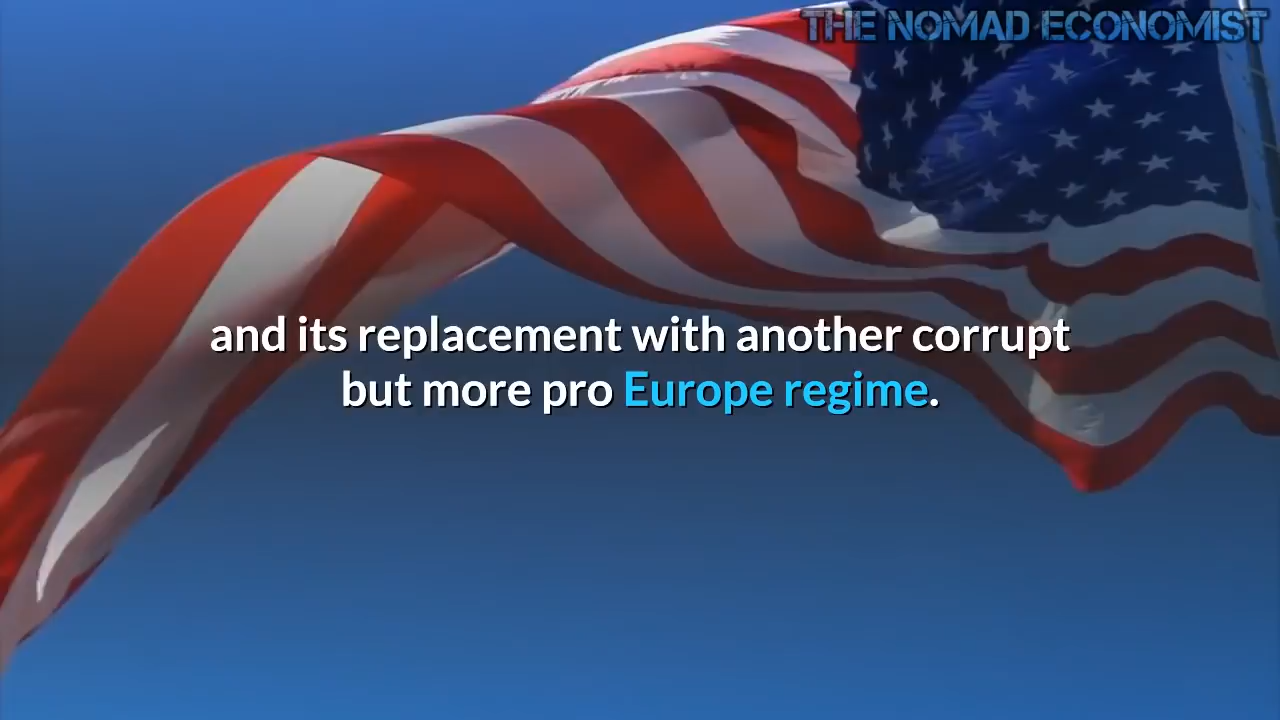 THE NOMAD ECONOMIST
and its replacement with another corrupt
but more pro Europe regime.